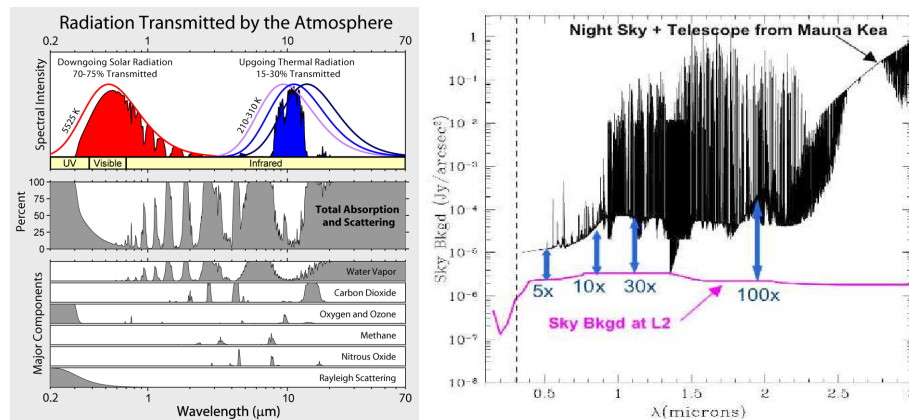 Radiation Transmitted by the Atmosphere
0.2 1 10 70
Spectral Intensity
Downgoing Solar Radiation
70-75% Transmitted
Upgoing Thermal Radiation
15-30% Transmitted
5525 K
210-310 K
UV Visible Infrared
Percent
100
75
50
25
0
Total Absorption
and Scattering
Major Components
Water Vapor
Carbon Dioxide
Oxygen and Ozone
Methane
Nitrous Oxide
Rayleigh Scattering
0.2 1 10 70
Wavelength (μm)
Night Sky + Telescope from Mauna Kea
Sky Bkgd (Jy/arcsec²)
1
10⁻¹
10⁻²
10⁻³
10⁻⁴
10⁻⁵
10⁻⁶
10⁻⁷
10⁻⁸
5x 10x 30x 100x
Sky Bkgd at L2
0.5 1 1.5 2 2.5
λ(microns)